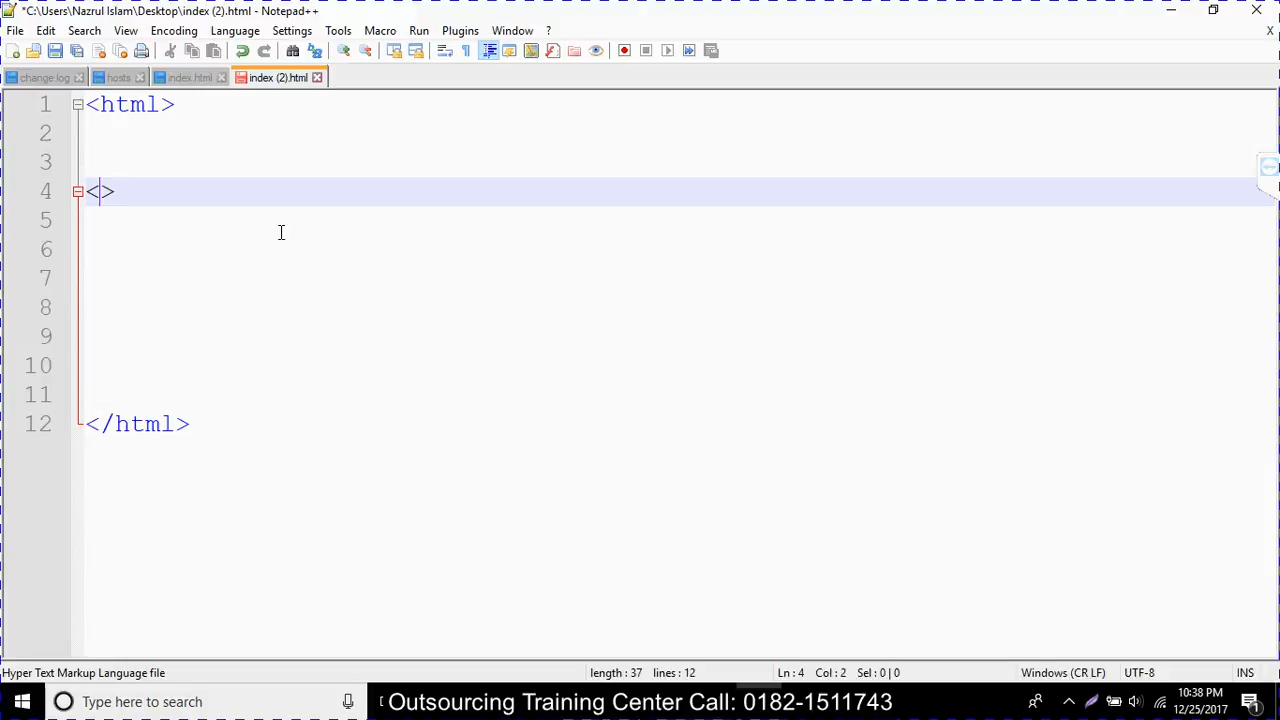 *C:\Users\Nazrul Islam\Desktop\index (2).html - Notepad++
File Edit Search View Encoding Language Settings Tools Macro Run Plugins Window ? X
change.log hosts index.html index (2).html
1 <html>
2
3
4 <>
5
6
7
8
9
10
11
12 </html>
Hyper Text Markup Language file length : 37 lines : 12 Ln : 4 Col : 2 Sel : 0 | 0 Windows (CR LF) UTF-8 INS
Type here to search [ Outsourcing Training Center Call: 0182-1511743 10:38 PM
12/25/2017 1